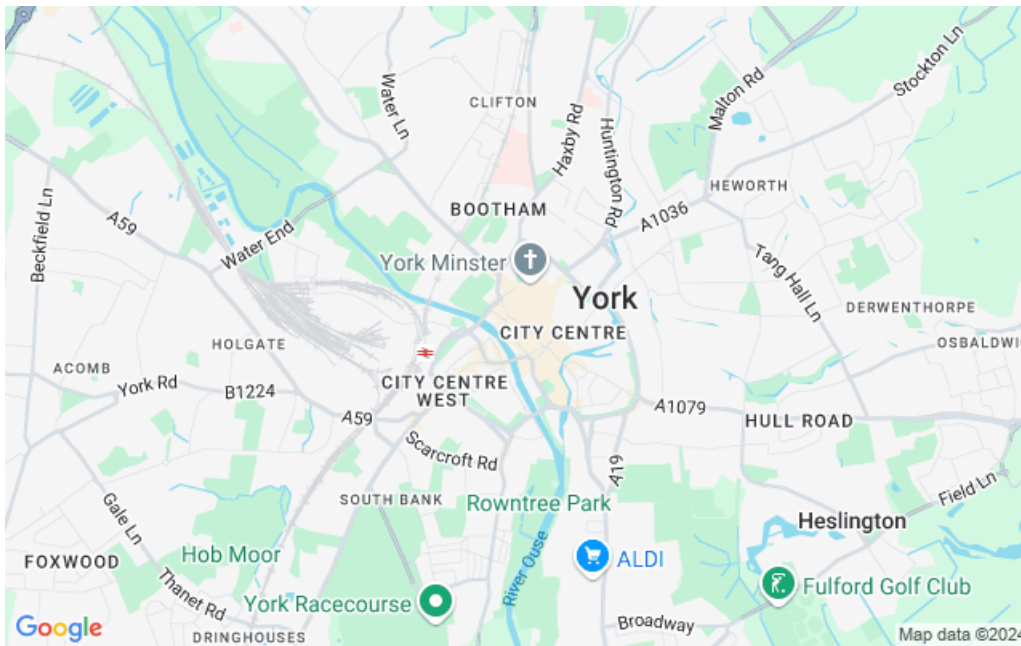 Stockton Ln
Malton Rd
Water Ln
CLIFTON
Haxby Rd
Huntington Rd
HEWORTH
BOOTHAM
A1036
Beckfield Ln
A59
Water End
York Minster
Tang Hall Ln
York
DERWENTHORPE
CITY CENTRE
HOLGATE
OSBALDWIC
ACOMB
York Rd
B1224
CITY CENTRE
WEST
A59
A1079
HULL ROAD
Scarcroft Rd
A19
SOUTH BANK
Rowntree Park
Field Ln
Gale Ln
Heslington
Hob Moor
FOXWOOD
River Ouse
ALDI
Thanet Rd
York Racecourse
Fulford Golf Club
Broadway
Google
DRINGHOUSES
Map data ©2024